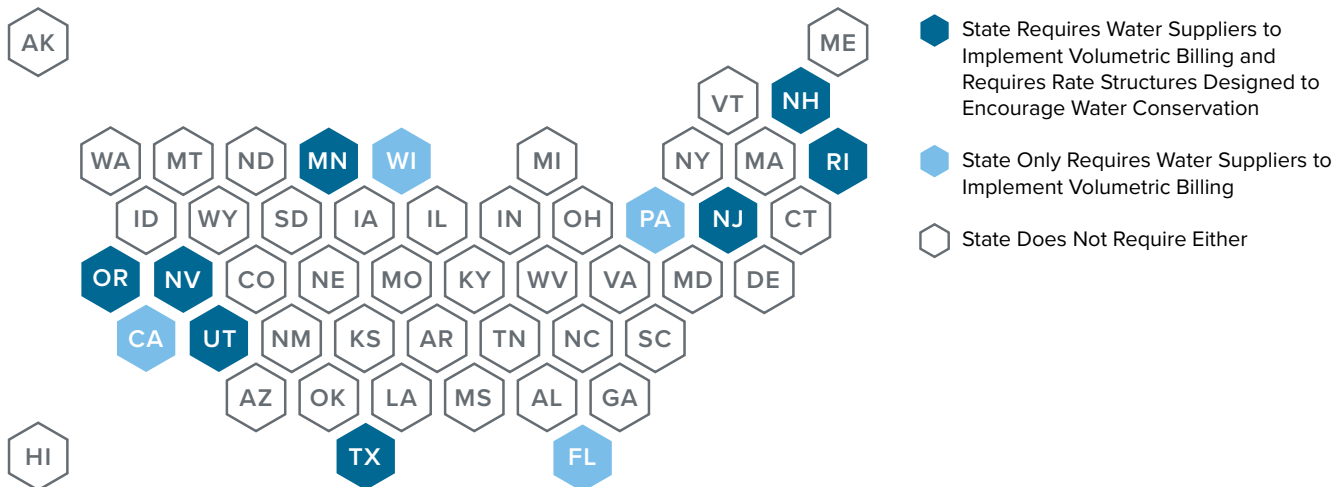 AK
ME
VT
NH
WA
MT
ND
MN
WI
MI
NY
MA
RI
ID
WY
SD
IA
IL
IN
OH
PA
NJ
CT
OR
NV
CO
NE
MO
KY
WV
VA
MD
DE
CA
UT
NM
KS
AR
TN
NC
SC
AZ
OK
LA
MS
AL
GA
HI
TX
FL
State Requires Water Suppliers to
Implement Volumetric Billing and
Requires Rate Structures Designed to
Encourage Water Conservation
State Only Requires Water Suppliers to
Implement Volumetric Billing
State Does Not Require Either